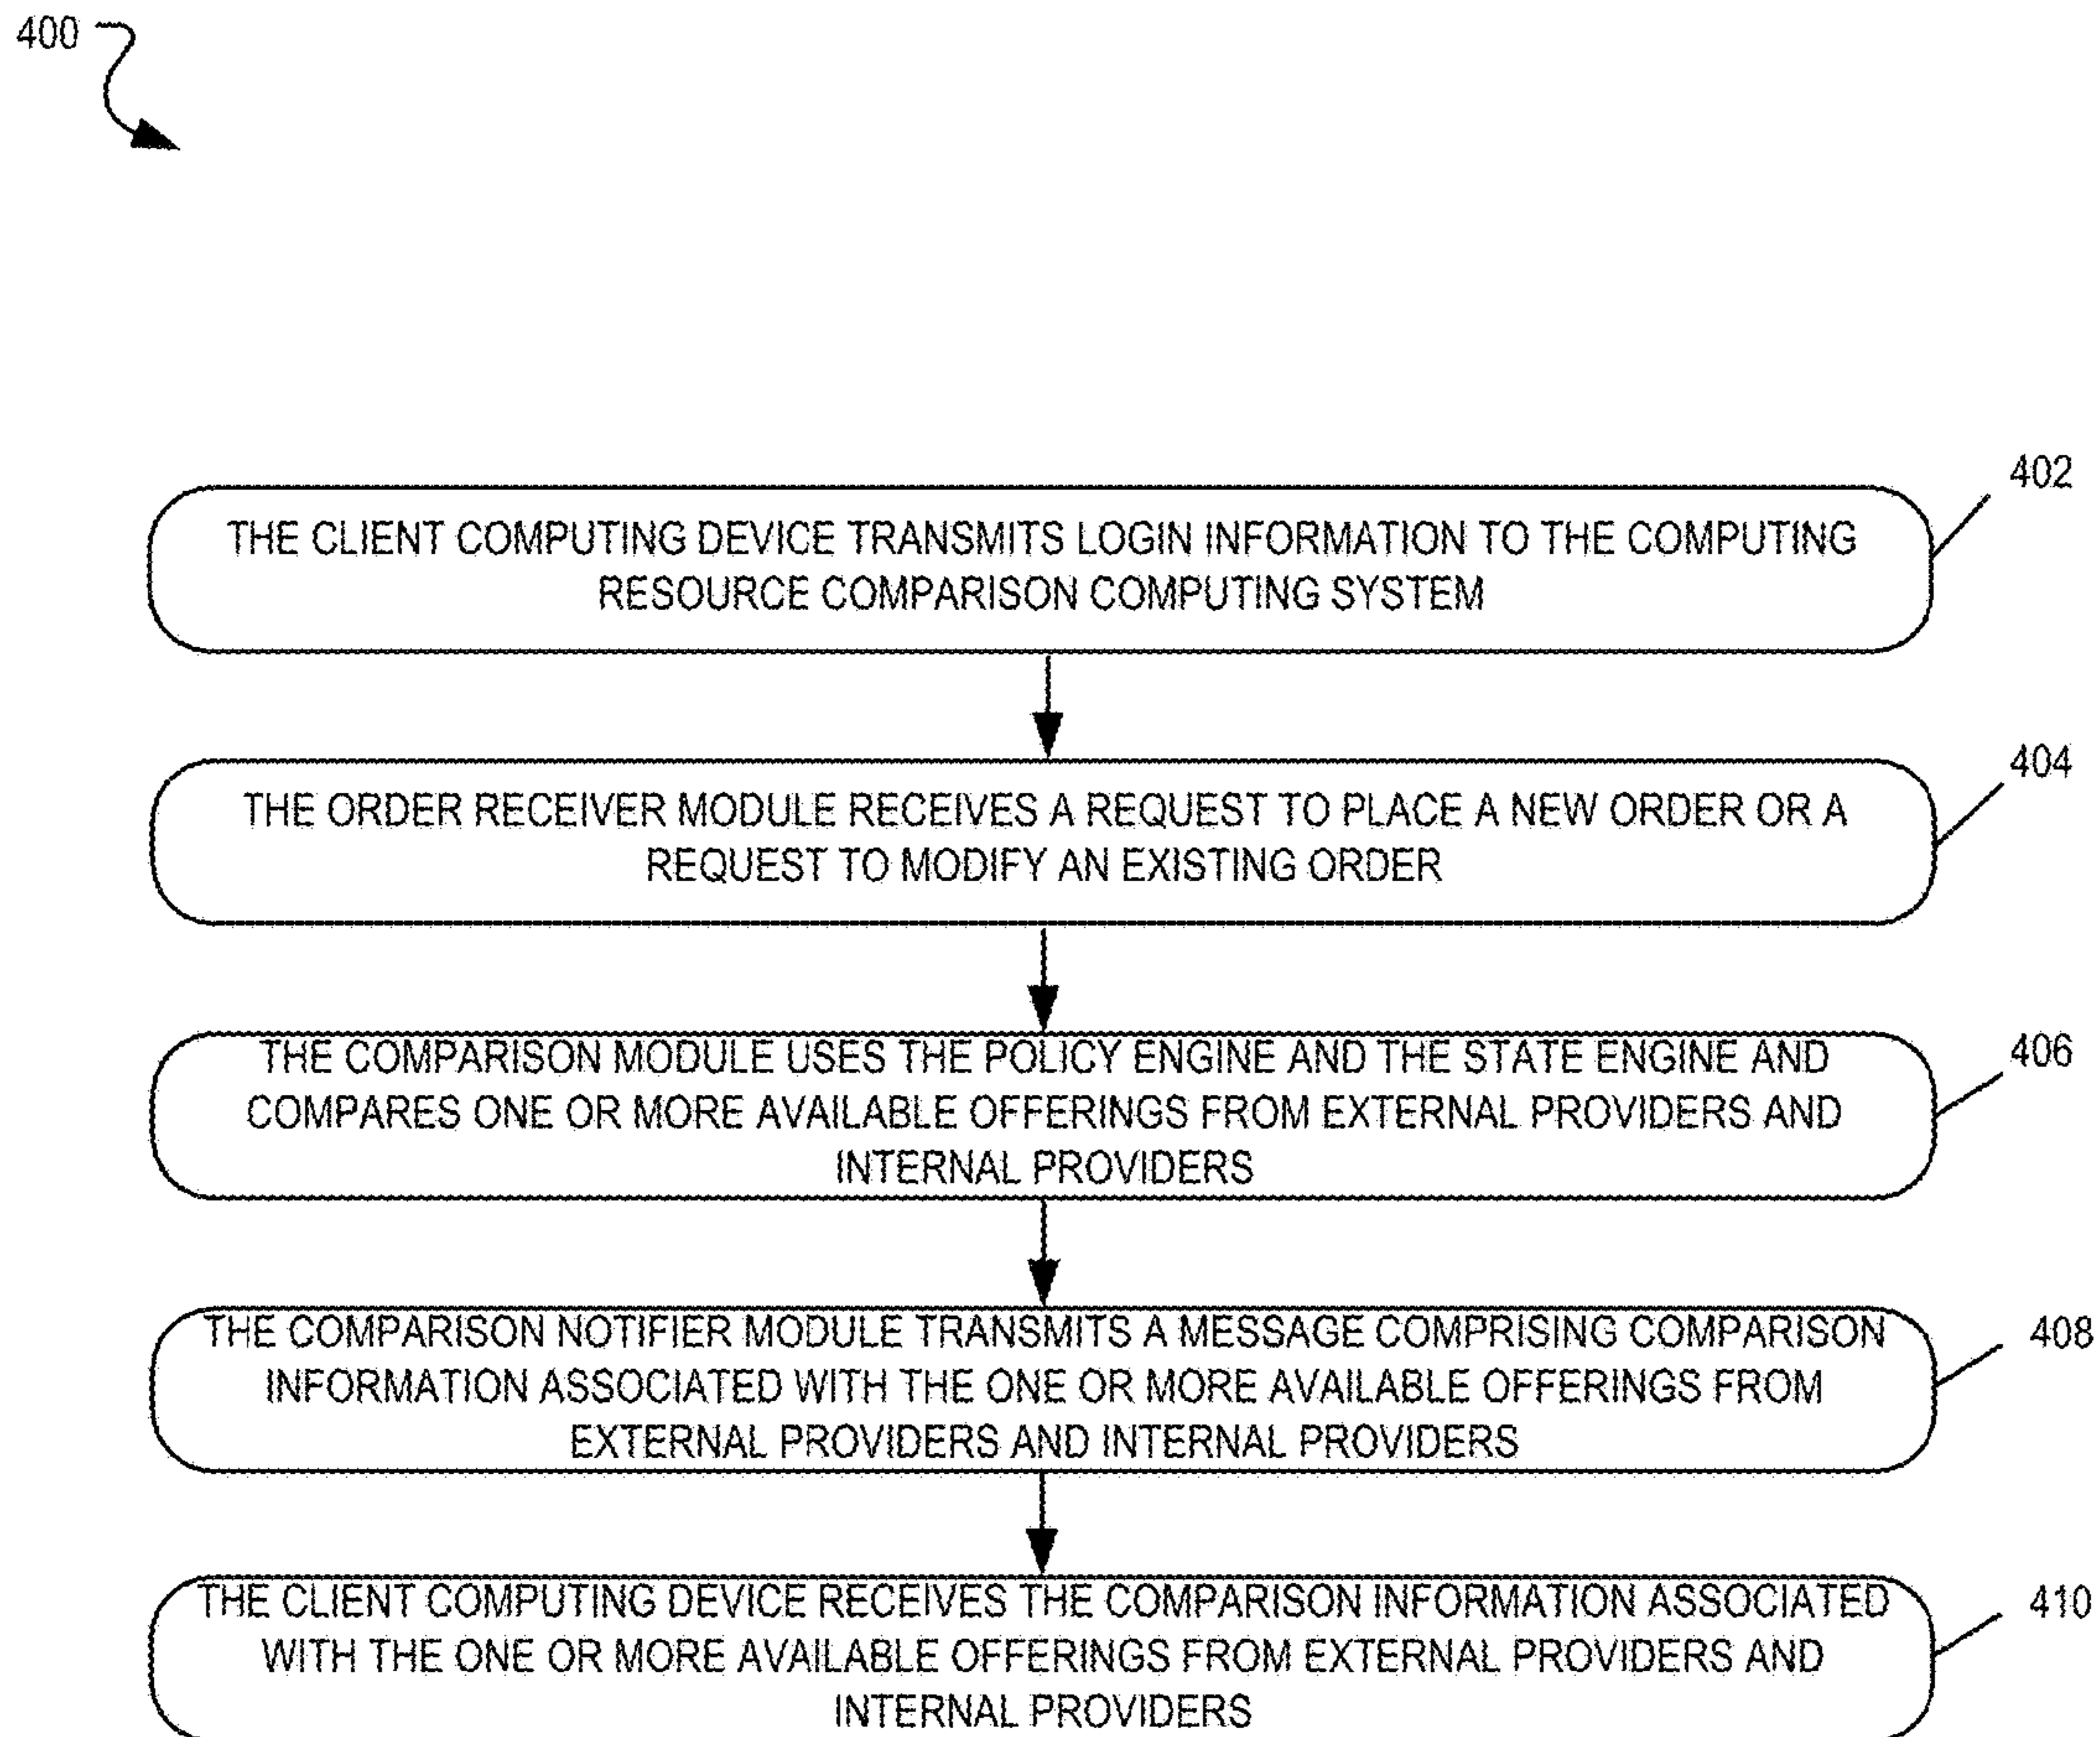 400
402
THE CLIENT COMPUTING DEVICE TRANSMITS LOGIN INFORMATION TO THE COMPUTING
RESOURCE COMPARISON COMPUTING SYSTEM
404
THE ORDER RECEIVER MODULE RECEIVES A REQUEST TO PLACE A NEW ORDER OR A
REQUEST TO MODIFY AN EXISTING ORDER
406
THE COMPARISON MODULE USES THE POLICY ENGINE AND THE STATE ENGINE AND
COMPARES ONE OR MORE AVAILABLE OFFERINGS FROM EXTERNAL PROVIDERS AND
INTERNAL PROVIDERS
408
THE COMPARISON NOTIFIER MODULE TRANSMITS A MESSAGE COMPRISING COMPARISON
INFORMATION ASSOCIATED WITH THE ONE OR MORE AVAILABLE OFFERINGS FROM
EXTERNAL PROVIDERS AND INTERNAL PROVIDERS
410
THE CLIENT COMPUTING DEVICE RECEIVES THE COMPARISON INFORMATION ASSOCIATED
WITH THE ONE OR MORE AVAILABLE OFFERINGS FROM EXTERNAL PROVIDERS AND
INTERNAL PROVIDERS